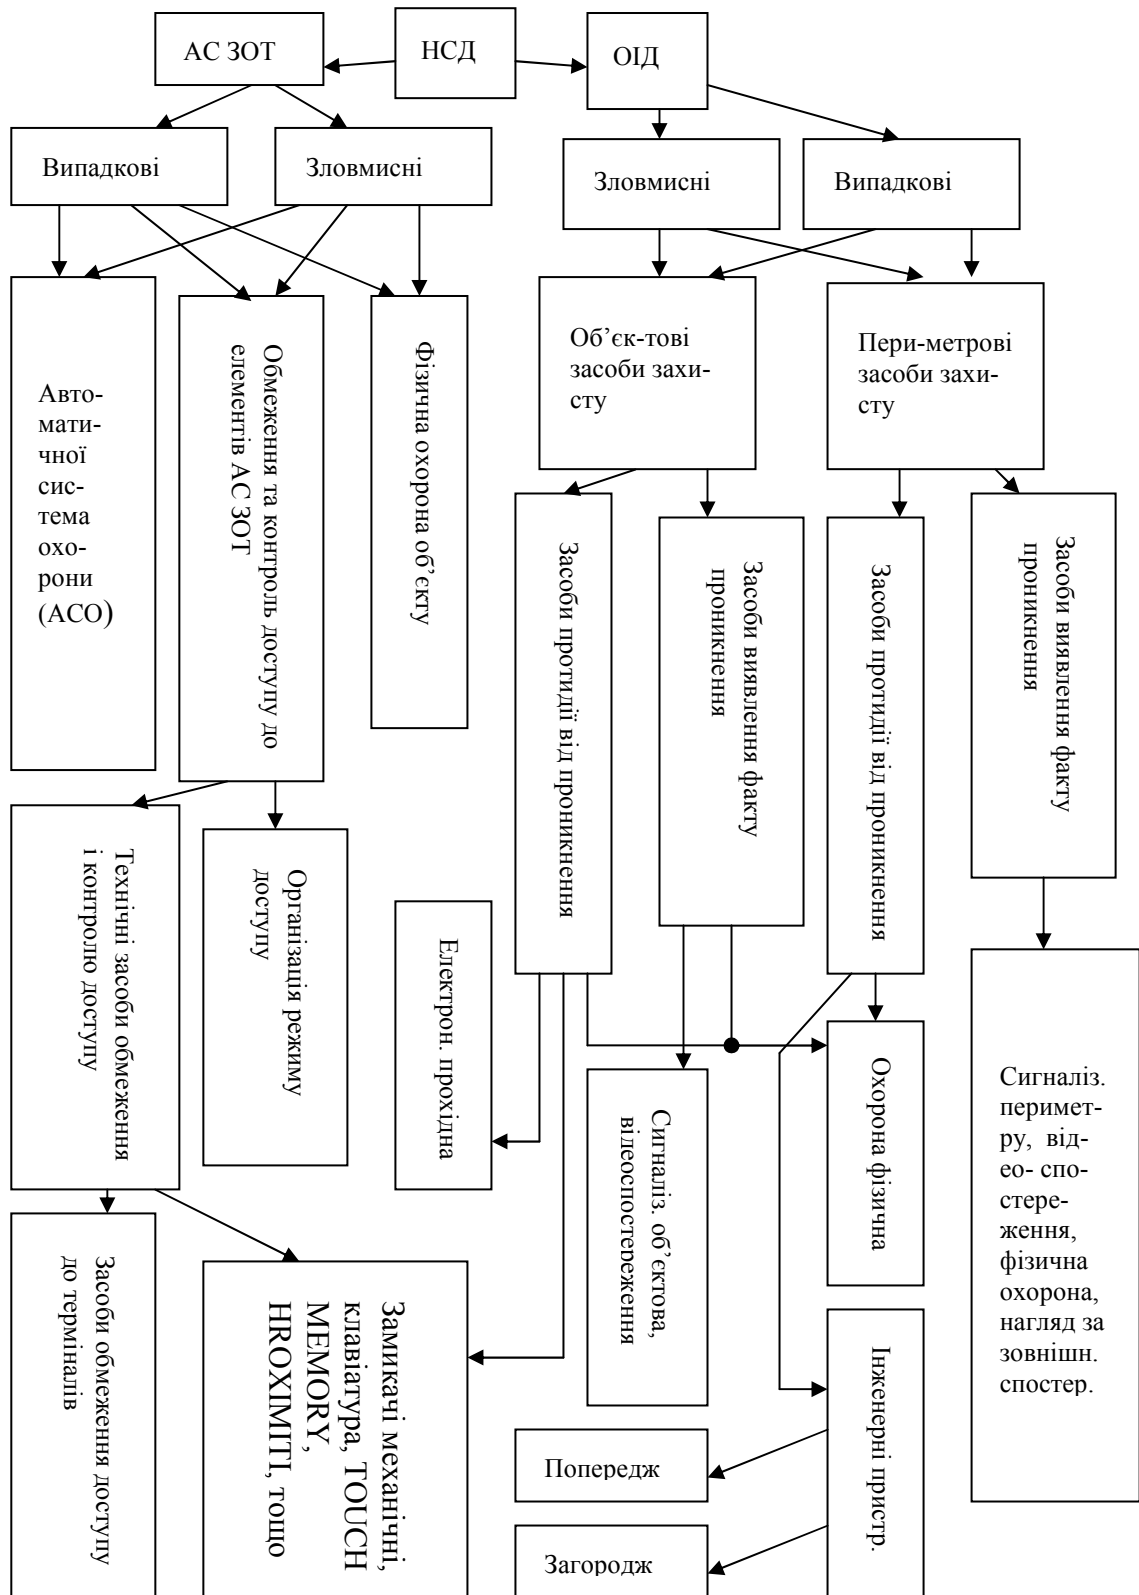 АС ЗОТ
НСД
ОІД
Випадкові
Зловмисні
Зловмисні
Випадкові
Авто-
мати-
чної
сис-
тема
охо-
рони
(АСО)
Обмеження та контроль доступу до
елементів АС ЗОТ
Фізична охорона об’єкту
Об’єк-тові
засоби захи-
сту
Пери-метрові
засоби захи-
сту
Засоби протидії від проникнення
Засоби виявлення факту
проникнення
Засоби протидії від проникнення
Засоби виявлення факту
проникнення
Технічні засоби обмеження
і контролю доступу
Організація режиму
доступу
Електрон. прохідна
Сигналіз. об’єктова,
відеоспостереження
Охорона фізична
Сигналіз.
перимет-
ру, від-
ео- спо-
стере-
ження,
фізична
охорона,
нагляд за
зовнішн.
спостер.
Засоби обмеження доступу
до терміналів
Замикачі механічні,
клавіатура, TOUCH
MEMORY,
HROXIMITI, тощо
Інженерні пристр.
Попередж
Загородж